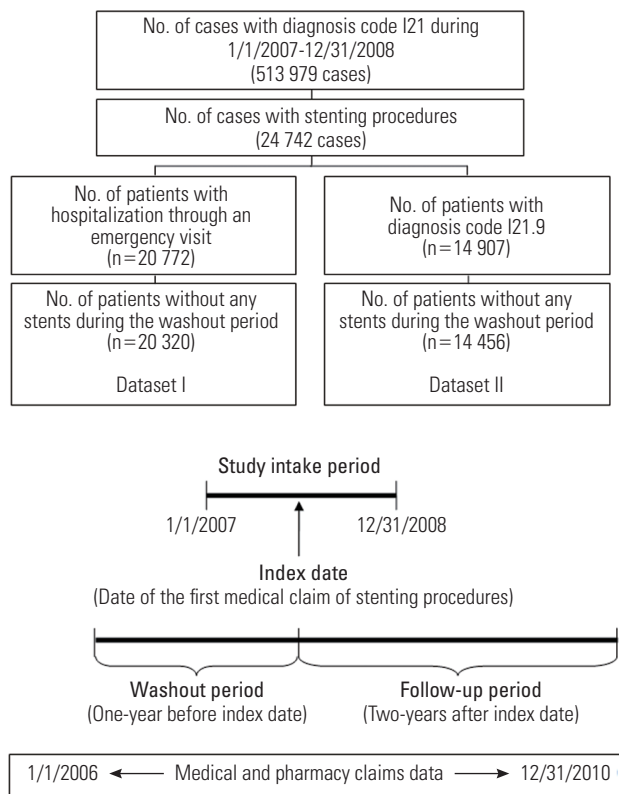 No. of cases with diagnosis code I21 during
1/1/2007-12/31/2008
(513 979 cases)
No. of cases with stenting procedures
(24 742 cases)
No. of patients with
hospitalization through an
emergency visit
(n=20 772)
No. of patients with
diagnosis code I21.9
(n=14 907)
No. of patients without any
stents during the washout period
(n=20 320)
Dataset I
No. of patients without any
stents during the washout period
(n=14 456)
Dataset II
Study intake period
1/1/2007 12/31/2008
Index date
(Date of the first medical claim of stenting procedures)
Washout period
(One-year before index date)
Follow-up period
(Two-years after index date)
1/1/2006 Medical and pharmacy claims data 12/31/2010